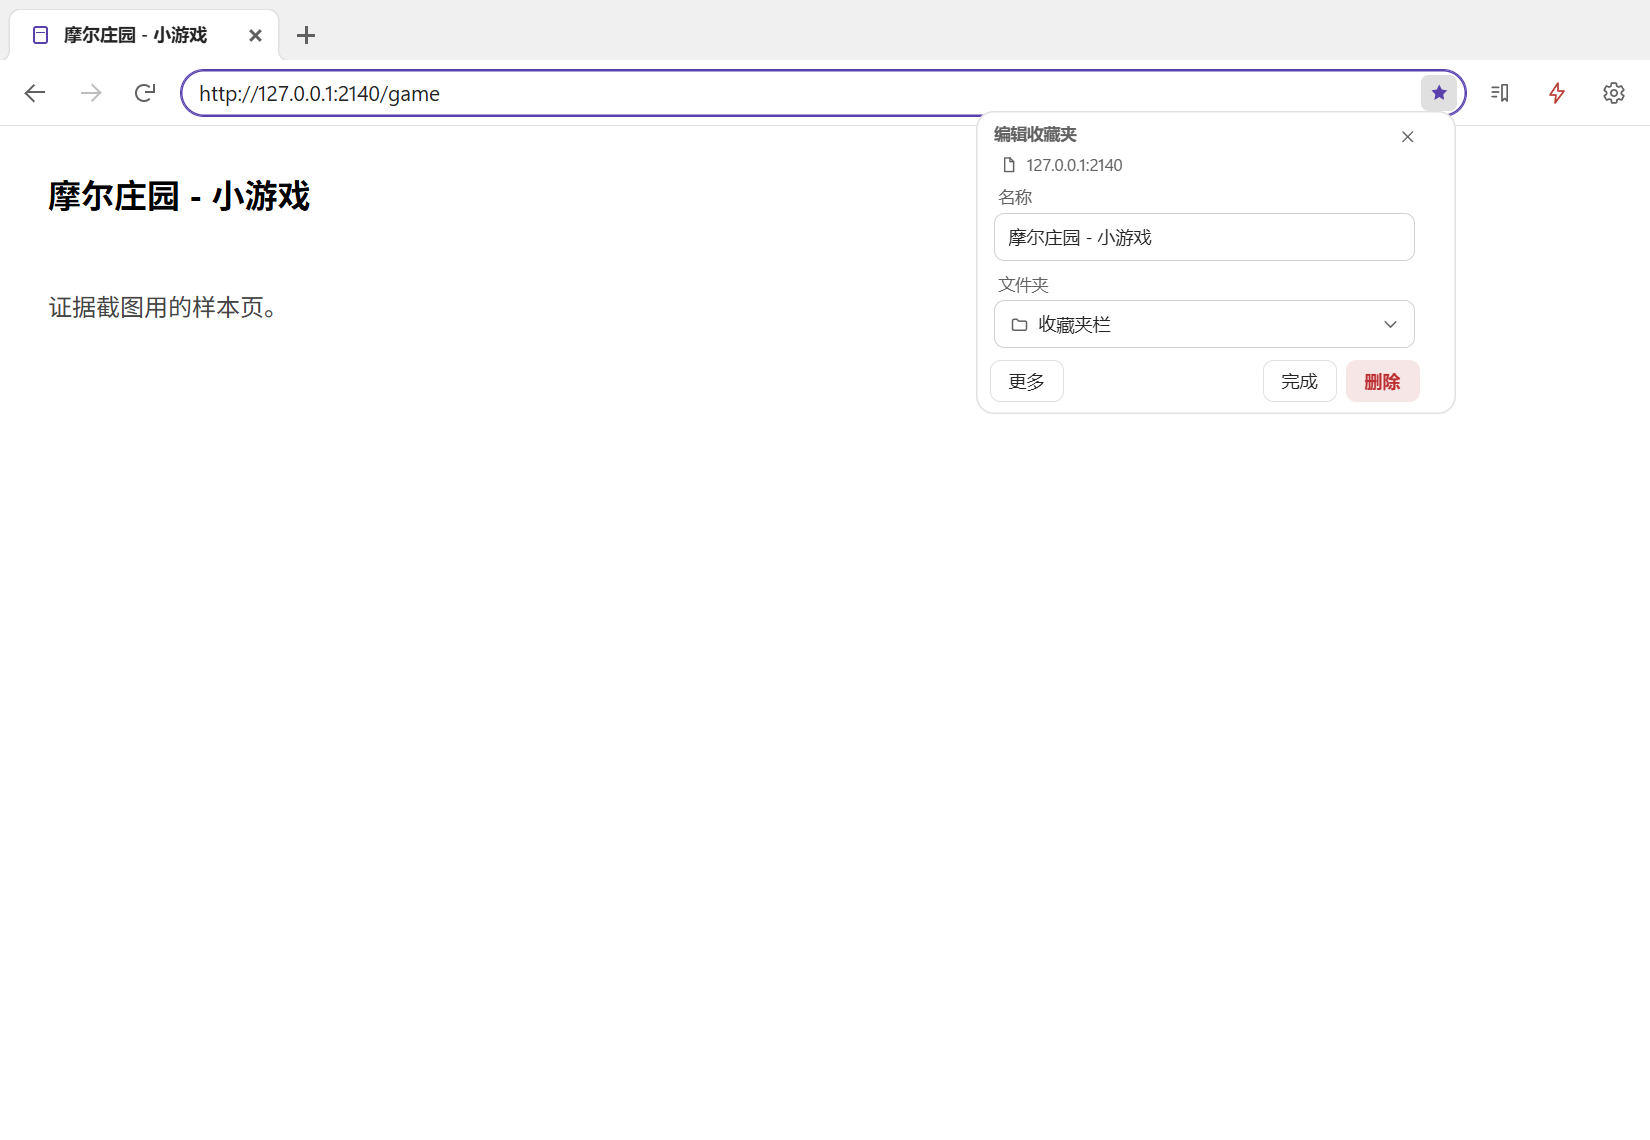 摩尔庄园 - 小游戏
http://127.0.0.1:2140/game
编辑收藏夹
127.0.0.1:2140
名称
摩尔庄园 - 小游戏
文件夹
收藏夹栏
更多
完成
删除
摩尔庄园 - 小游戏
证据截图用的样本页。